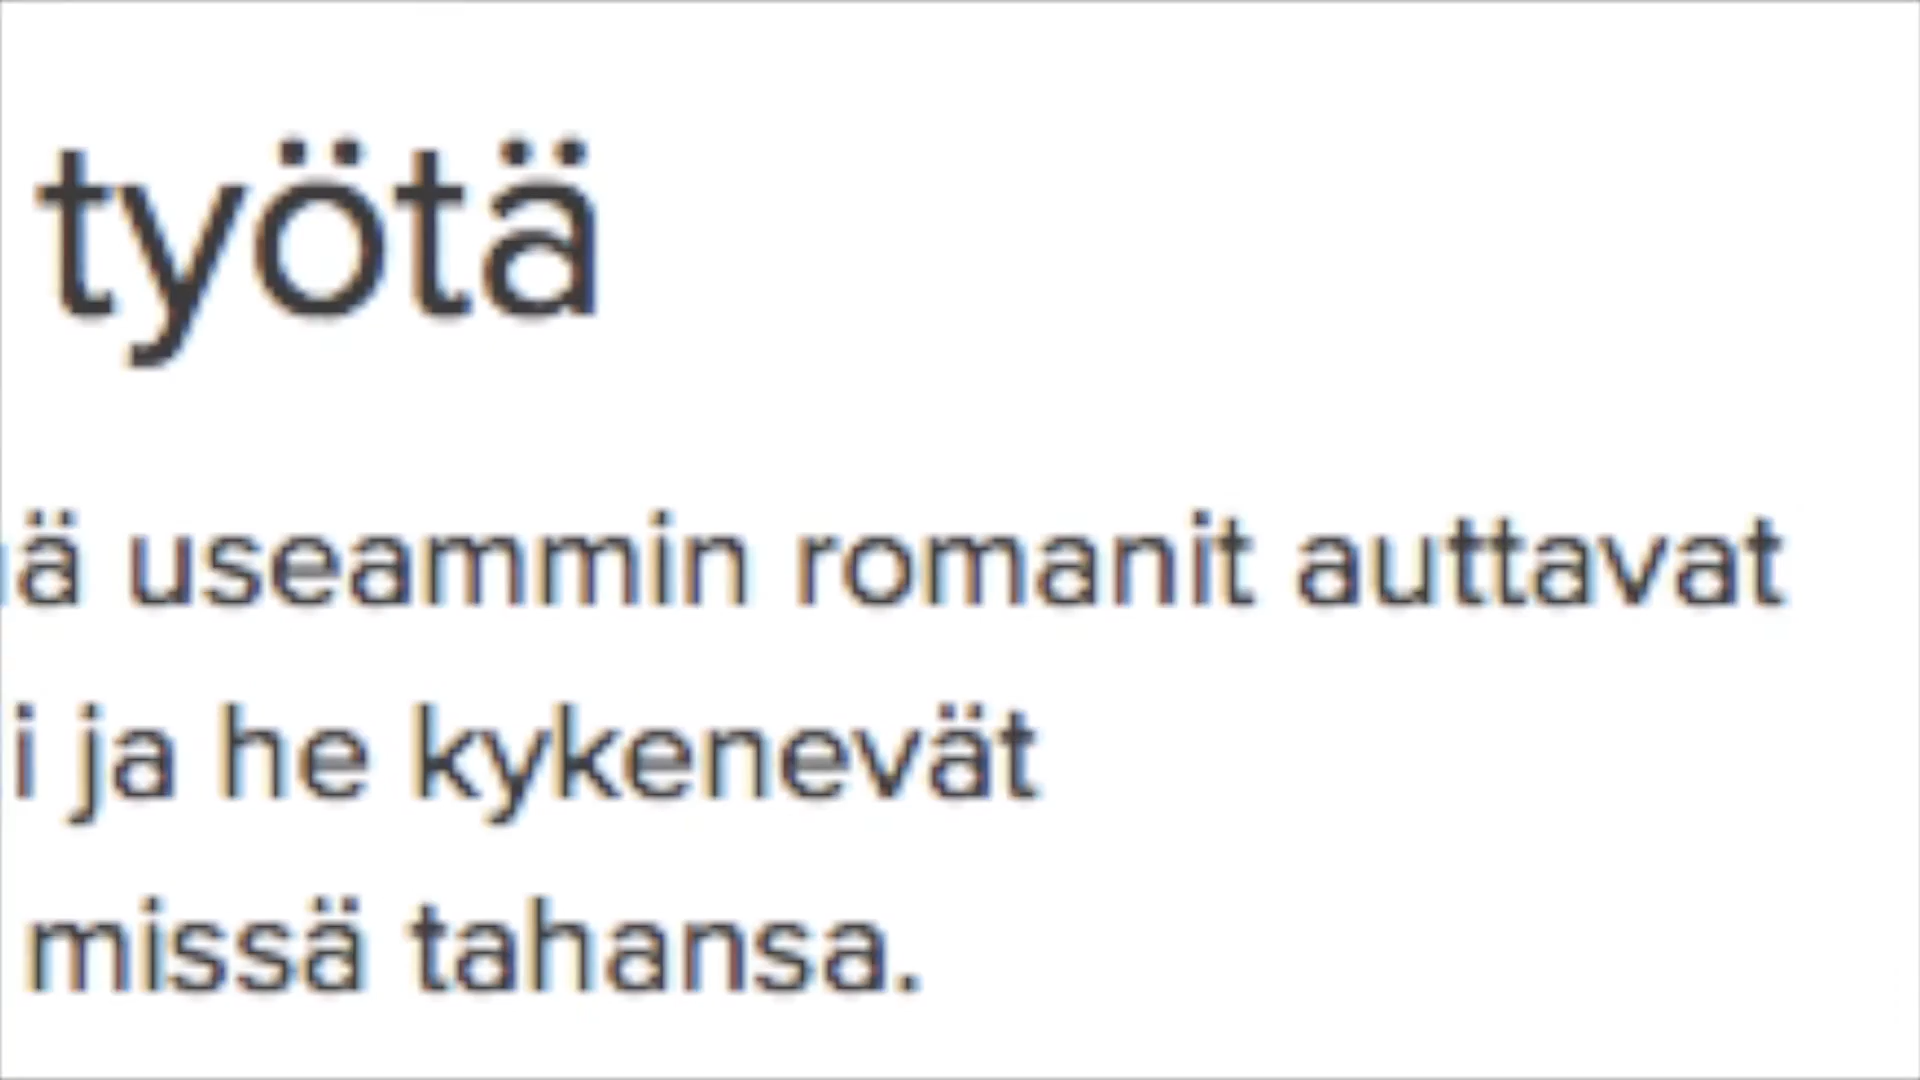 työtä
useammin romanit auttavat
i ja he kykenevät
missä tahansa.